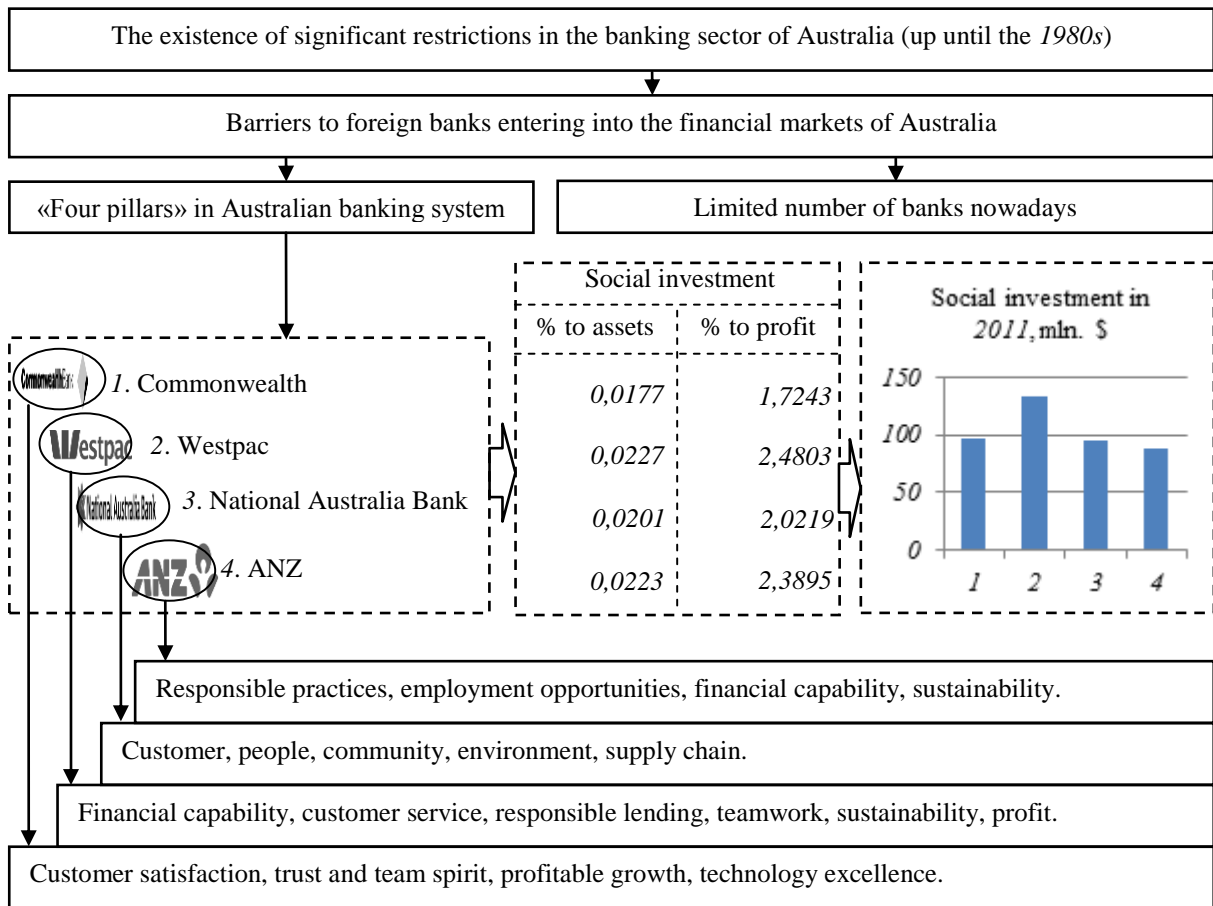 The existence of significant restrictions in the banking sector of Australia (up until the 1980s)
Barriers to foreign banks entering into the financial markets of Australia
«Four pillars» in Australian banking system
Limited number of banks nowadays
CommonwealthBank
1. Commonwealth
Westpac
2. Westpac
National Australia Bank
3. National Australia Bank
ANZ
4. ANZ
Social investment
% to assets % to profit
0,0177 1,7243
0,0227 2,4803
0,0201 2,0219
0,0223 2,3895
Social investment in
2011, mln. $
150
100
50
0
1 2 3 4
Responsible practices, employment opportunities, financial capability, sustainability.
Customer, people, community, environment, supply chain.
Financial capability, customer service, responsible lending, teamwork, sustainability, profit.
Customer satisfaction, trust and team spirit, profitable growth, technology excellence.